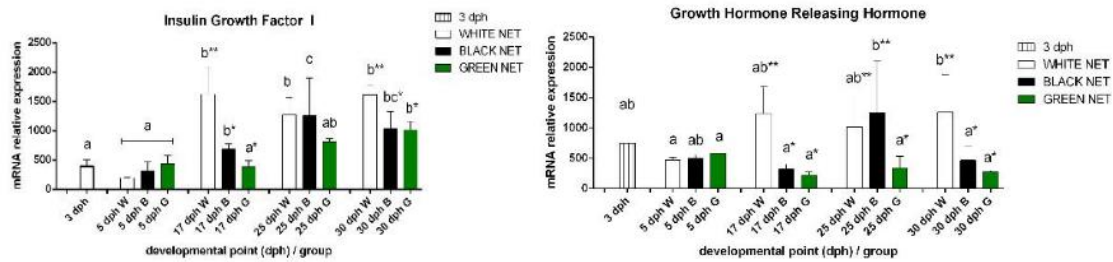 Insulin Growth Factor I
mRNA relative expression
2500
2000
1500
1000
500
0
a
a
b**
b*
a*
b
c
ab
b**
bc*
b*
3 dph
5 dph W
5 dph B
5 dph G
17 dph W
17 dph B
17 dph G
25 dph W
25 dph B
25 dph G
30 dph W
30 dph B
30 dph G
developmental point (dph) / group
3 dph
WHITE NET
BLACK NET
GREEN NET
Growth Hormone Releasing Hormone
mRNA relative expression
2500
2000
1500
1000
500
0
ab
a
ab
a
ab**
a*
a*
ab**
b**
a*
b**
a*
a*
3 dph
5 dph W
5 dph B
5 dph G
17 dph W
17 dph B
17 dph G
25 dph W
25 dph B
25 dph G
30 dph W
30 dph B
30 dph G
developmental point (dph) / group
3 dph
WHITE NET
BLACK NET
GREEN NET